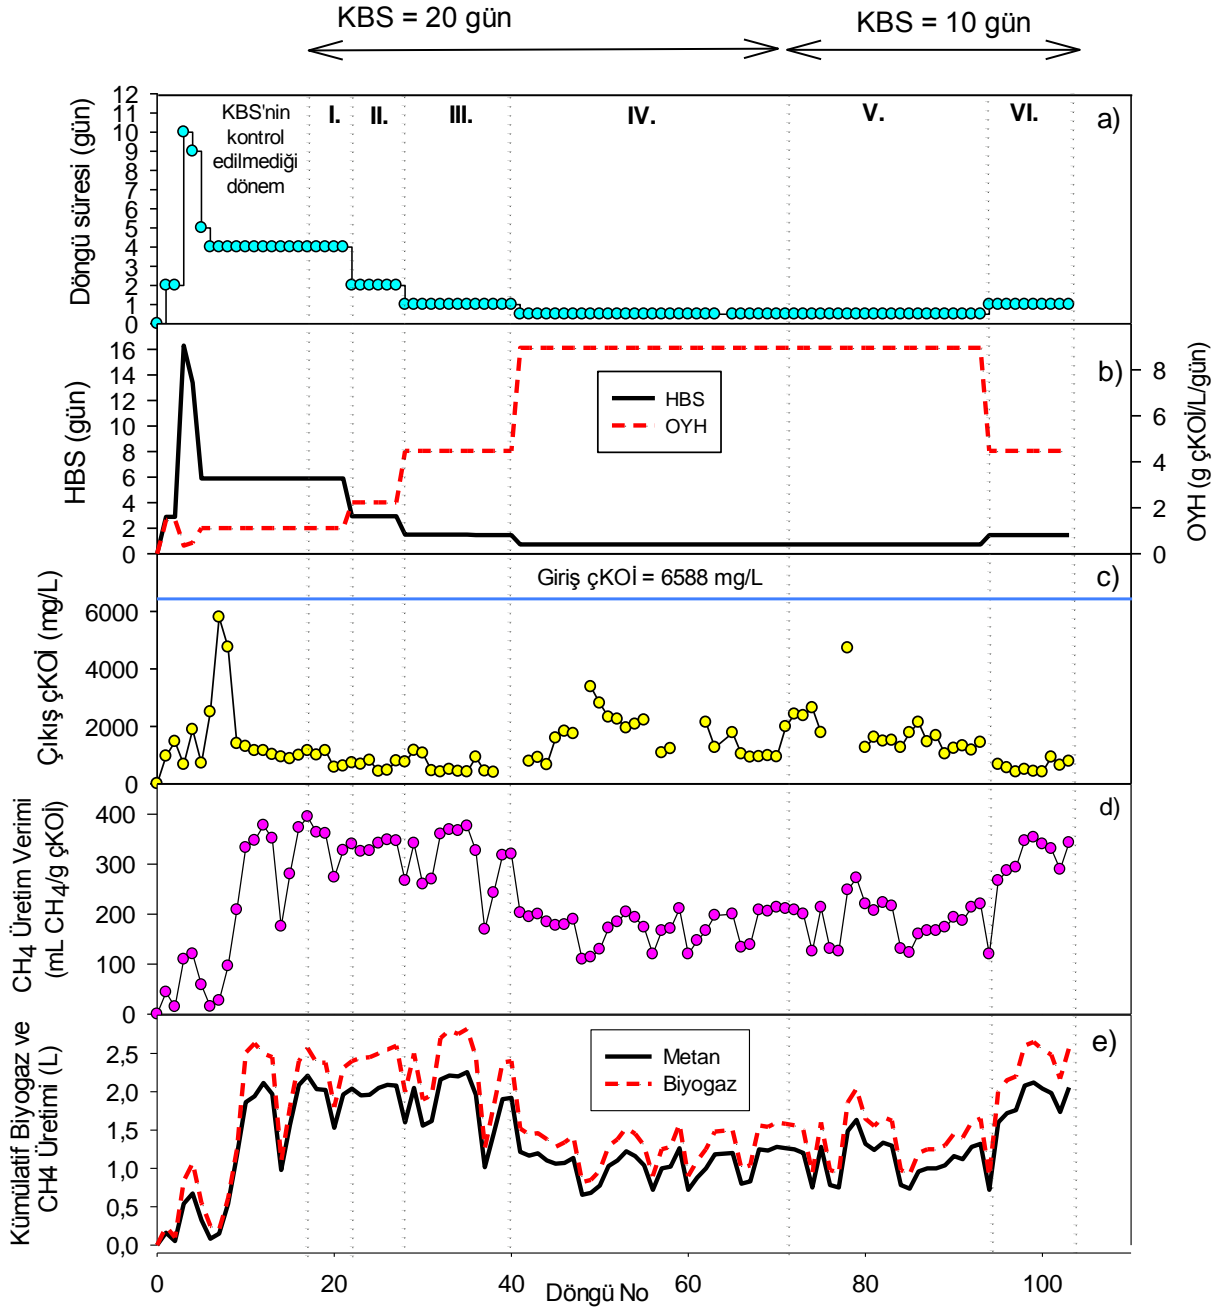 KBS = 20 gün
KBS = 10 gün
12
11
10
9
8
7
6
5
4
3
2
1
0
Döngü süresi (gün)
KBS'nin
kontrol
edilmediği
dönem
I.
II.
III.
IV.
V.
VI.
a)
16
14
12
10
8
6
4
2
0
HBS (gün)
HBS
OYH
b)
8
6
4
2
0
OYH (g çKOİ/L/gün)
Giriş çKOİ = 6588 mg/L
c)
6000
4000
2000
0
Çıkış çKOİ (mg/L)
d)
400
300
200
100
0
CH4 Üretim Verimi
(mL CH4/g çKOİ)
e)
Metan
Biyogaz
2,5
2,0
1,5
1,0
0,5
0,0
Kümülatif Biyogaz ve
CH4 Üretimi (L)
0
20
40
60
80
100
Döngü No